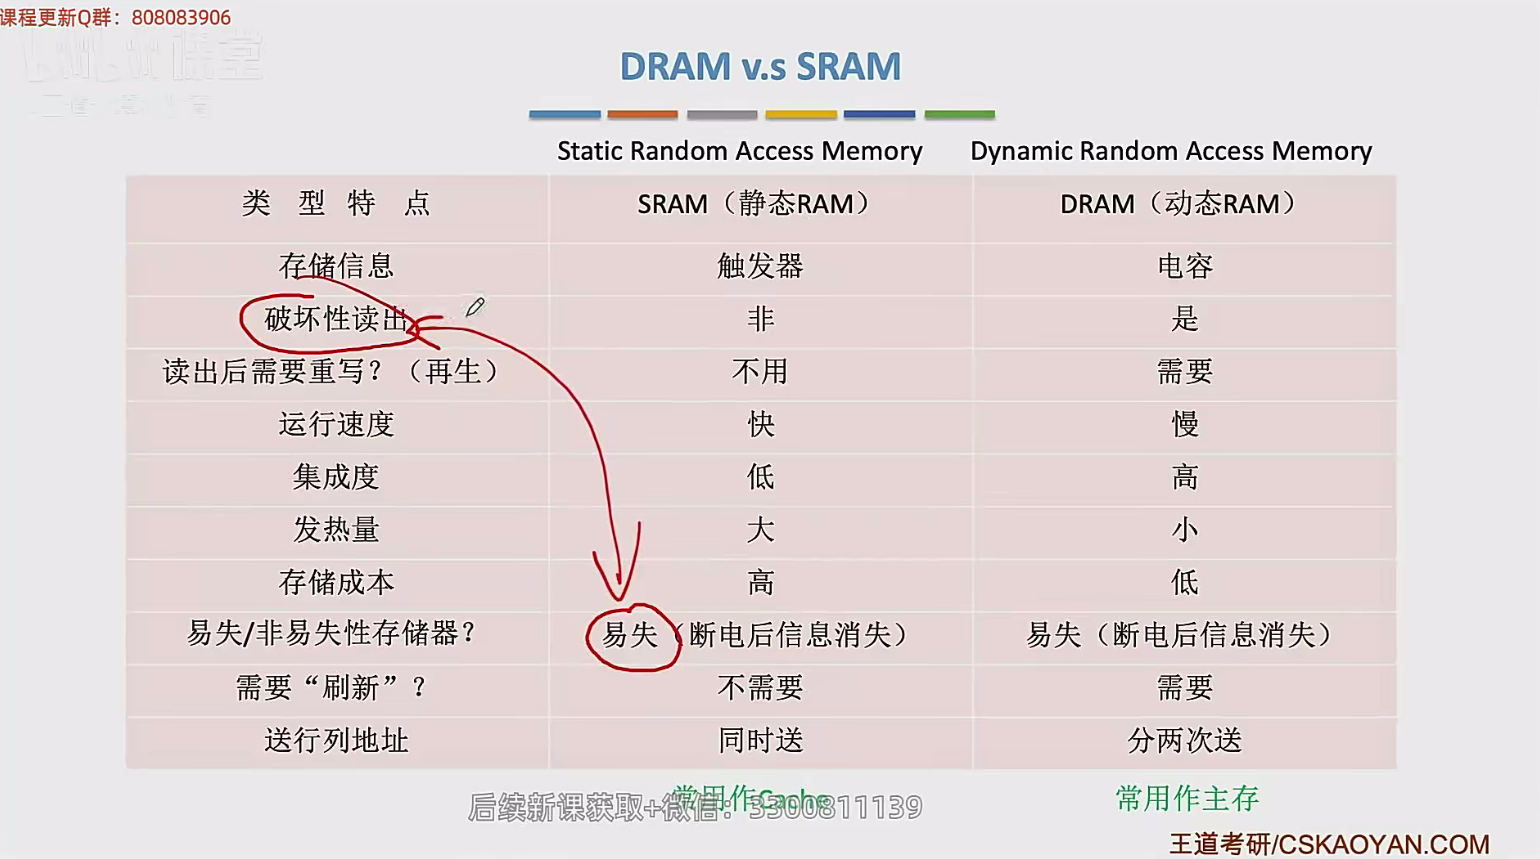 课程更新Q群：808083906
DRAM v.s SRAM
Static Random Access Memory Dynamic Random Access Memory
类 型 特 点 SRAM（静态RAM） DRAM（动态RAM）
存储信息 触发器 电容
破坏性读出 非 是
读出后需要重写？（再生） 不用 需要
运行速度 快 慢
集成度 低 高
发热量 大 小
存储成本 高 低
易失/非易失性存储器？ 易失（断电后信息消失） 易失（断电后信息消失）
需要“刷新”？ 不需要 需要
送行列地址 同时送 分两次送
常用作Cache 常用作主存
后续新课获取+微信：3300811139
王道考研/CSKAOYAN.COM